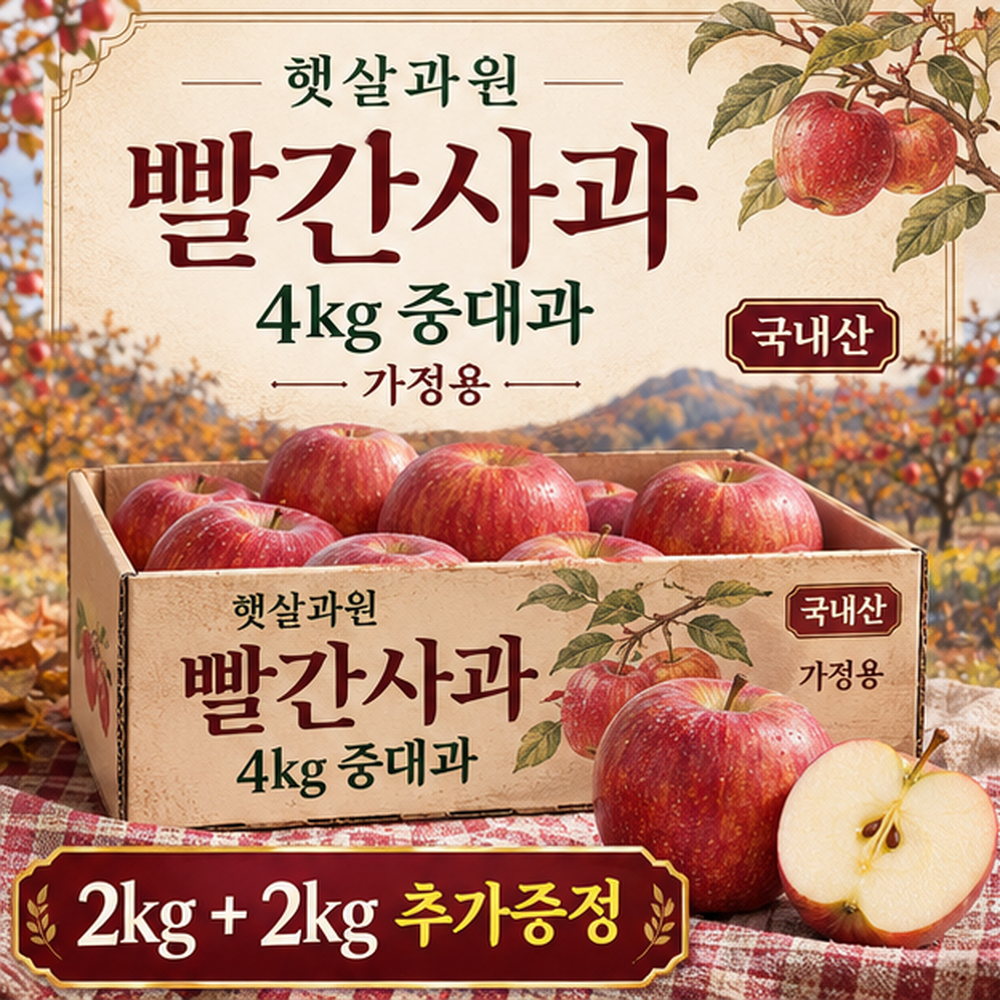 햇살과원
빨간사과
4kg 중대과
가정용
국내산
햇살과원
빨간사과
4kg 중대과
국내산
가정용
2kg + 2kg 추가증정